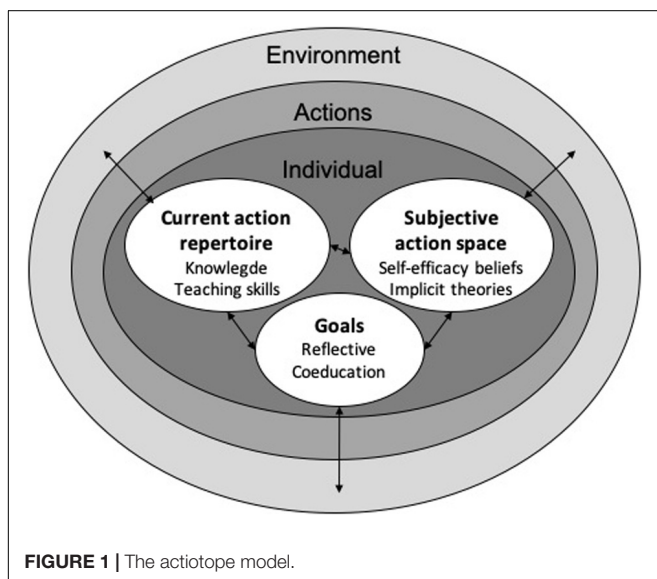 Environment
Actions
Individual
Current action
repertoire
Knowlegde
Teaching skills
Subjective
action space
Self-efficacy beliefs
Implicit theories
Goals
Reflective
Coeducation
FIGURE 1 | The actiotope model.